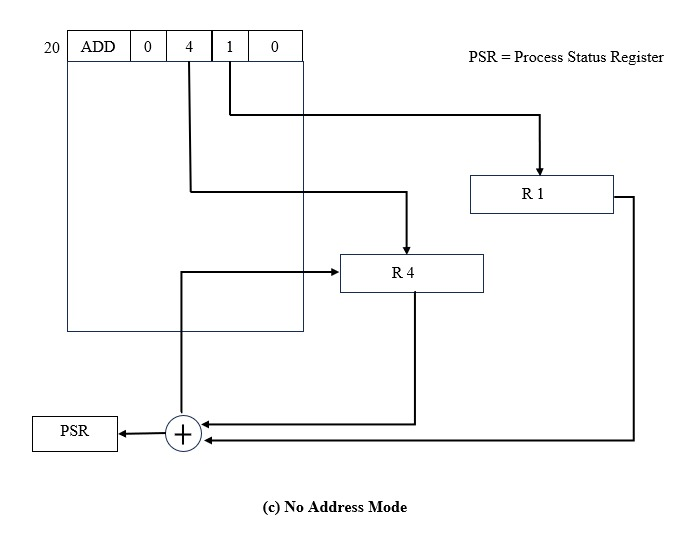 20 ADD 0 4 1 0
PSR = Process Status Register
R 1
R 4
PSR
+
(c) No Address Mode